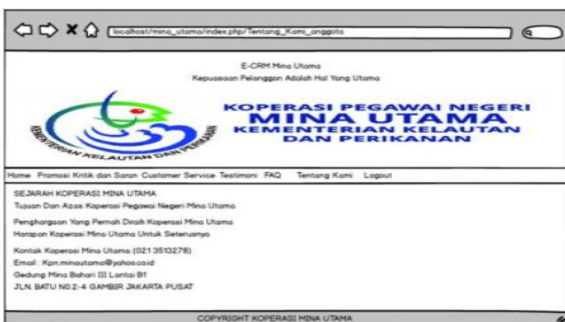 localhost/mina_utama/index.php/Tentang_Kami_anggota
E-CRM Mina Utama
Kepuasaan Pelanggan Adalah Hal Yang Utama
KEMENTERIAN KELAUTAN DAN PERIKANAN
KOPERASI PEGAWAI NEGERI
MINA UTAMA
KEMENTERIAN KELAUTAN
DAN PERIKANAN
Home Promosi Kritik dan Saran Customer Service Testimoni FAQ Tentang Kami Logout
SEJARAH KOPERASI MINA UTAMA
Tujuan Dan Azas Koperasi Pegawai Negeri Mina Utama
Penghargaan Yang Pernah Diraih Koperasi Mina Utama
Harapan Koperasi Mina Utama Untuk Seterusnya
Kontak Koperasi Mina Utama (021 3513278)
Email : Kpn.minautama@yahoo.co.id
Gedung Mina Bahari III Lantai B1
JLN. BATU NO.2-4 GAMBIR JAKARTA PUSAT
COPYRIGHT KOPERASI MINA UTAMA